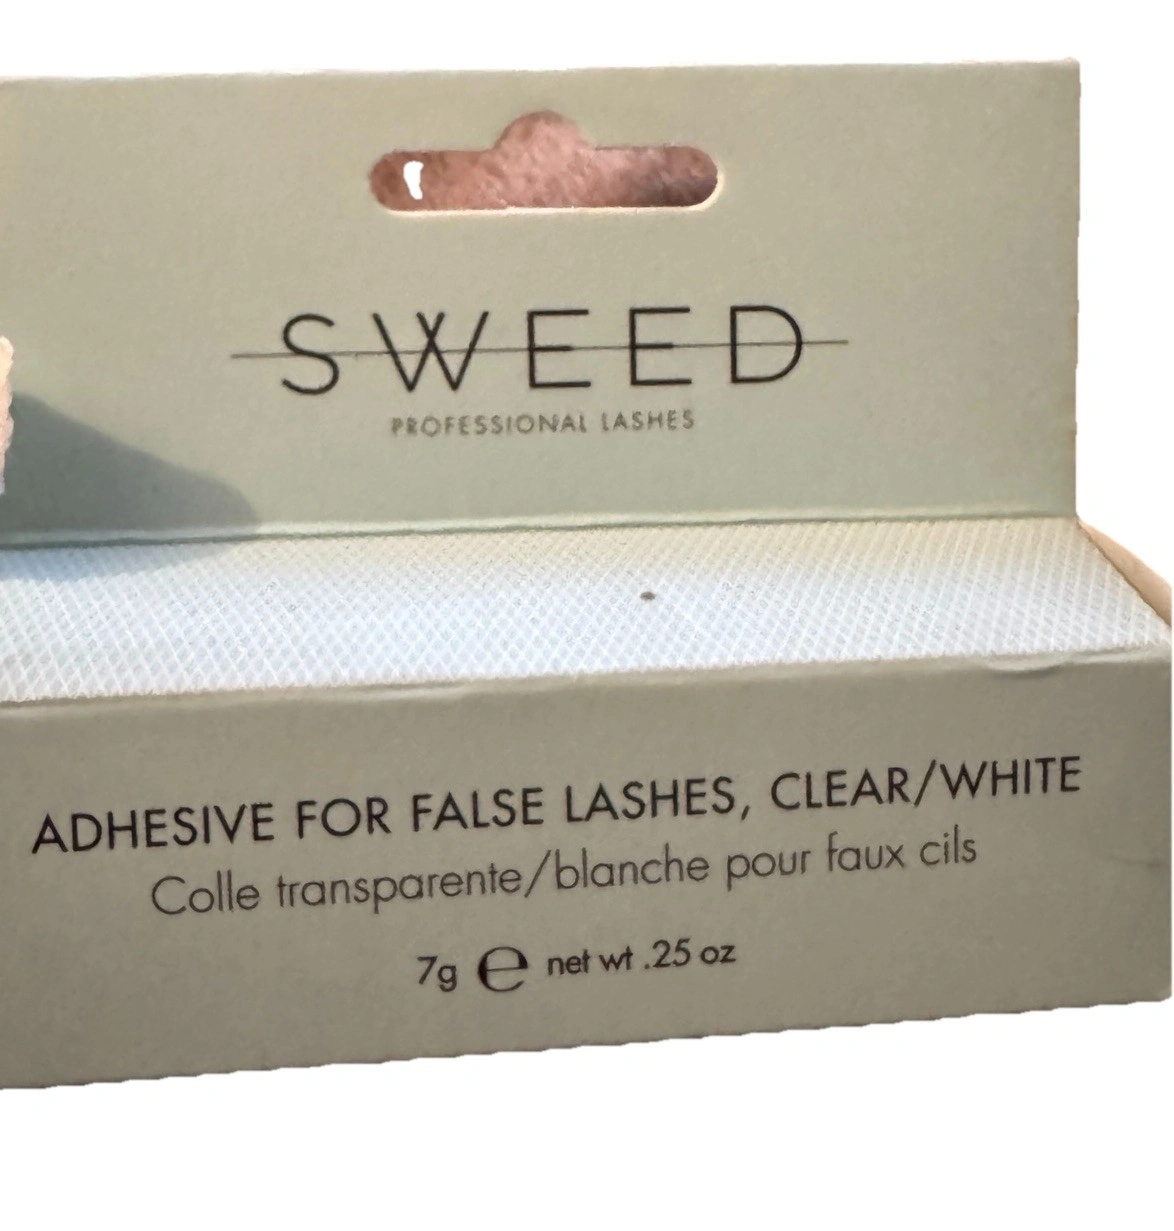 SWEED
PROFESSIONAL LASHES
ADHESIVE FOR FALSE LASHES, CLEAR/WHITE
Colle transparente/blanche pour faux cils
7g ℮ net wt .25 oz